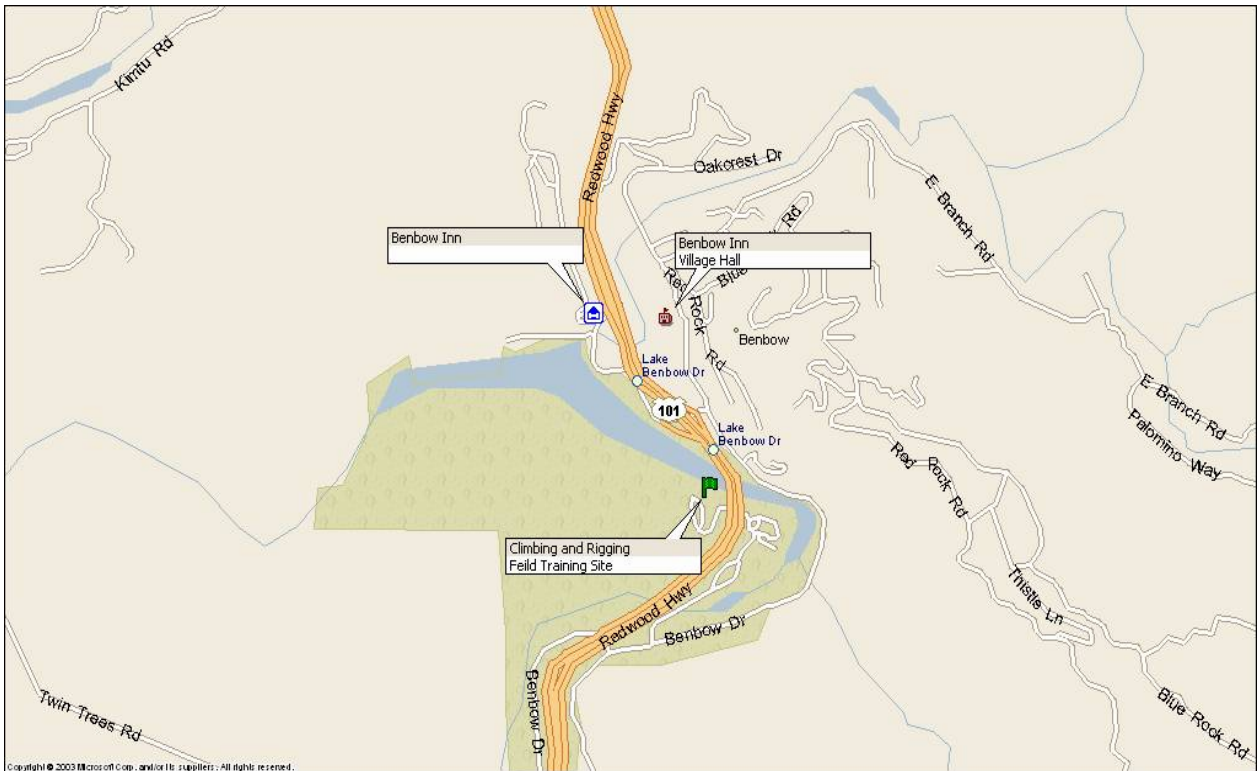 Kimtu Rd
Redwood Hwy
Oakcrest Dr
E Branch Rd
Benbow Inn
Benbow Inn
Village Hall
Blue Rd
Red Rock Rd
Benbow
Lake
Benbow Dr
101
Lake
Benbow Dr
E Branch Rd
Palomino Way
Red Rock Rd
Climbing and Rigging
Feild Training Site
Thistle Ln
Redwood Hwy
Benbow Dr
Benbow Dr
Twin Trees Rd
Blue Rock Rd
Copyright © 2003 Microsoft Corp. and/or its suppliers. All rights reserved.